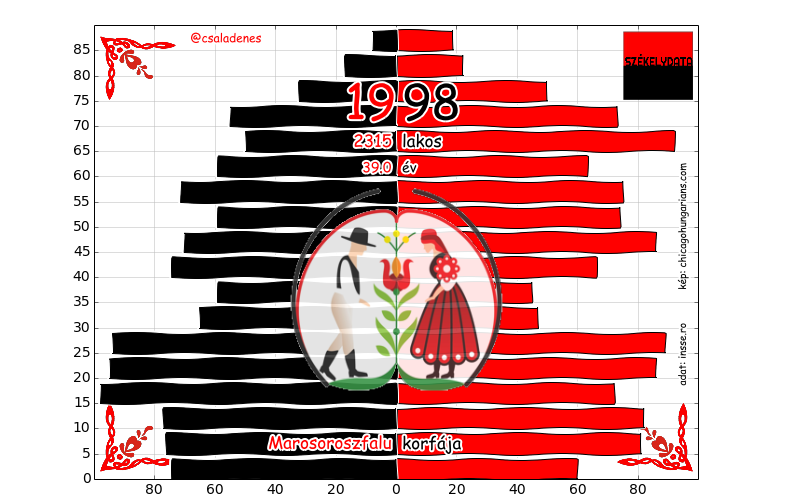 @csaladenes
SZÉKELYDATA
1998
2315 lakos
39.0 év
kép: chicagohungarians.com
adat: insse.ro
Marosoroszfalu korfája
85
80
75
70
65
60
55
50
45
40
35
30
25
20
15
10
5
0
80 60 40 20 0 20 40 60 80